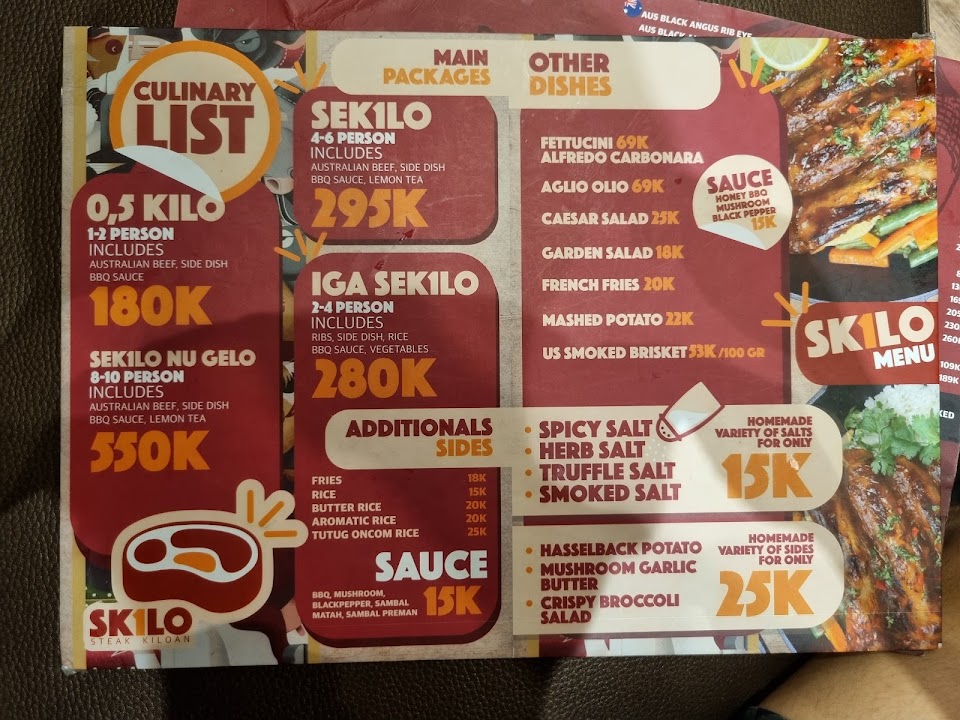 AUS BLACK ANGUS RIB EYE
AUS BLACK
CULINARY
LIST
0,5 KILO
1-2 PERSON
INCLUDES
AUSTRALIAN BEEF, SIDE DISH
BBQ SAUCE
180K
SEK1LO NU GELO
8-10 PERSON
INCLUDES
AUSTRALIAN BEEF, SIDE DISH
BBQ SAUCE, LEMON TEA
550K
SK1LO
STEAK KILOAN
MAIN
PACKAGES
SEK1LO
4-6 PERSON
INCLUDES
AUSTRALIAN BEEF, SIDE DISH
BBQ SAUCE, LEMON TEA
295K
IGA SEK1LO
2-4 PERSON
INCLUDES
RIBS, SIDE DISH, RICE
BBQ SAUCE, VEGETABLES
280K
ADDITIONALS
SIDES
FRIES 18K
RICE 15K
BUTTER RICE 20K
AROMATIC RICE 20K
TUTUG ONCOM RICE 25K
SAUCE
BBQ, MUSHROOM,
BLACKPEPPER, SAMBAL
MATAH, SAMBAL PREMAN
15K
OTHER
DISHES
FETTUCINI 69K
ALFREDO CARBONARA
AGLIO OLIO 69K
CAESAR SALAD 25K
GARDEN SALAD 18K
FRENCH FRIES 20K
MASHED POTATO 22K
US SMOKED BRISKET 53K /100 GR
SAUCE
HONEY BBQ
MUSHROOM
BLACK PEPPER
15K
• SPICY SALT
• HERB SALT
• TRUFFLE SALT
• SMOKED SALT
HOMEMADE
VARIETY OF SALTS
FOR ONLY
15K
• HASSELBACK POTATO
• MUSHROOM GARLIC
BUTTER
• CRISPY BROCCOLI
SALAD
HOMEMADE
VARIETY OF SIDES
FOR ONLY
25K
SK1LO
MENU
109K
189K